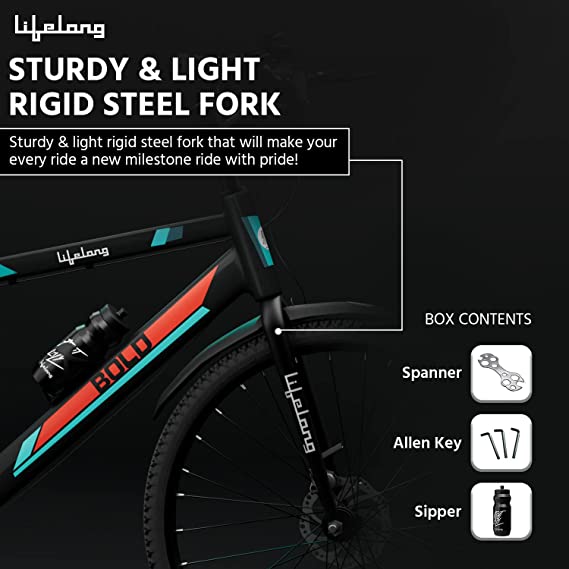 Lifelong
STURDY & LIGHT
RIGID STEEL FORK
Sturdy & light rigid steel fork that will make your
every ride a new milestone ride with pride!
Lifelong
BOLD
Lifelong
BOX CONTENTS
Spanner
Allen Key
Sipper